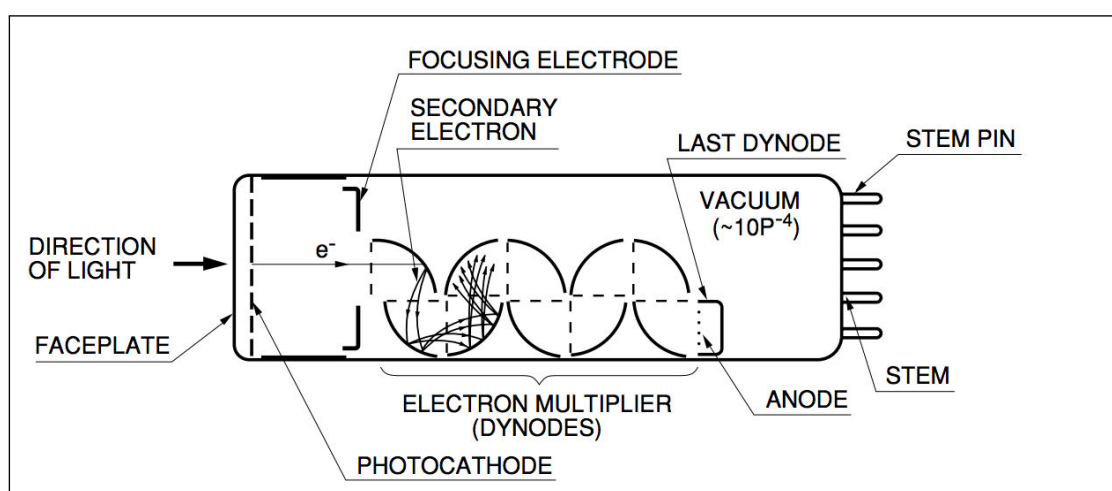 FOCUSING ELECTRODE
SECONDARY
ELECTRON
LAST DYNODE
STEM PIN
VACUUM
(~10P⁻⁴)
DIRECTION
OF LIGHT
e⁻
FACEPLATE
STEM
ELECTRON MULTIPLIER
(DYNODES)
ANODE
PHOTOCATHODE